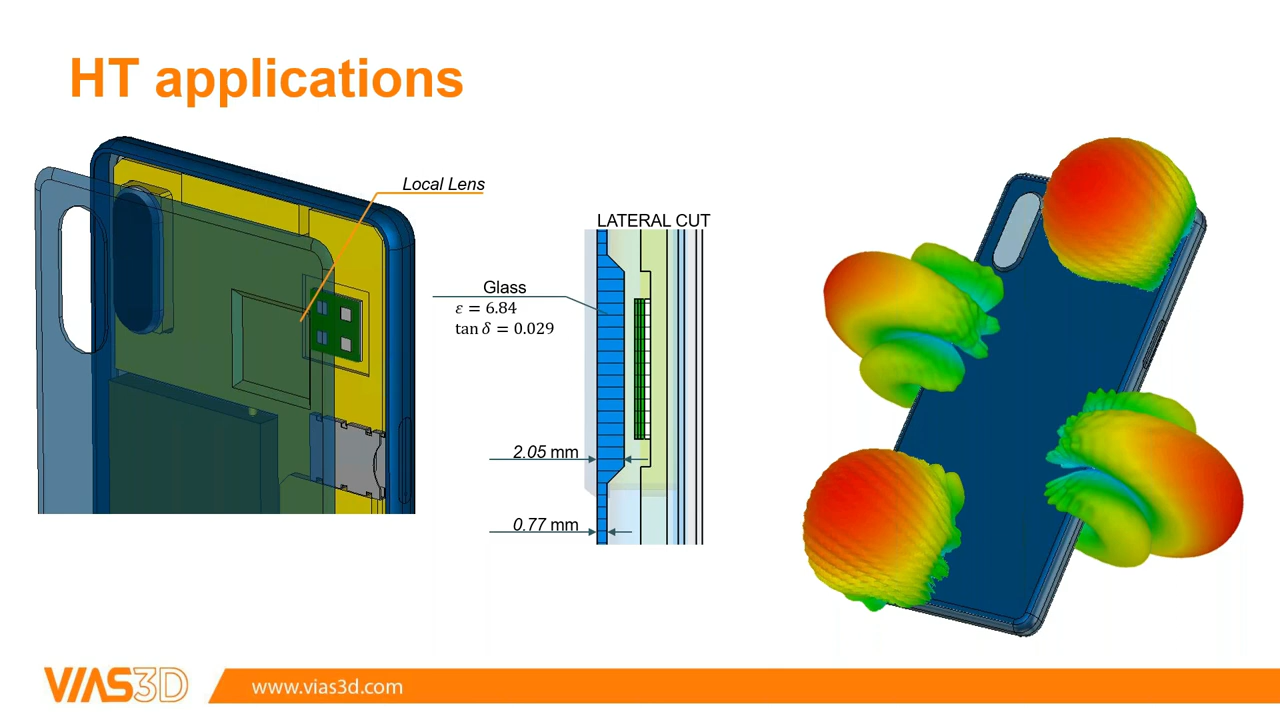 HT applications
Local Lens
LATERAL CUT
Glass
ε = 6.84
tan δ = 0.029
2.05 mm
0.77 mm
VIAS3D
www.vias3d.com